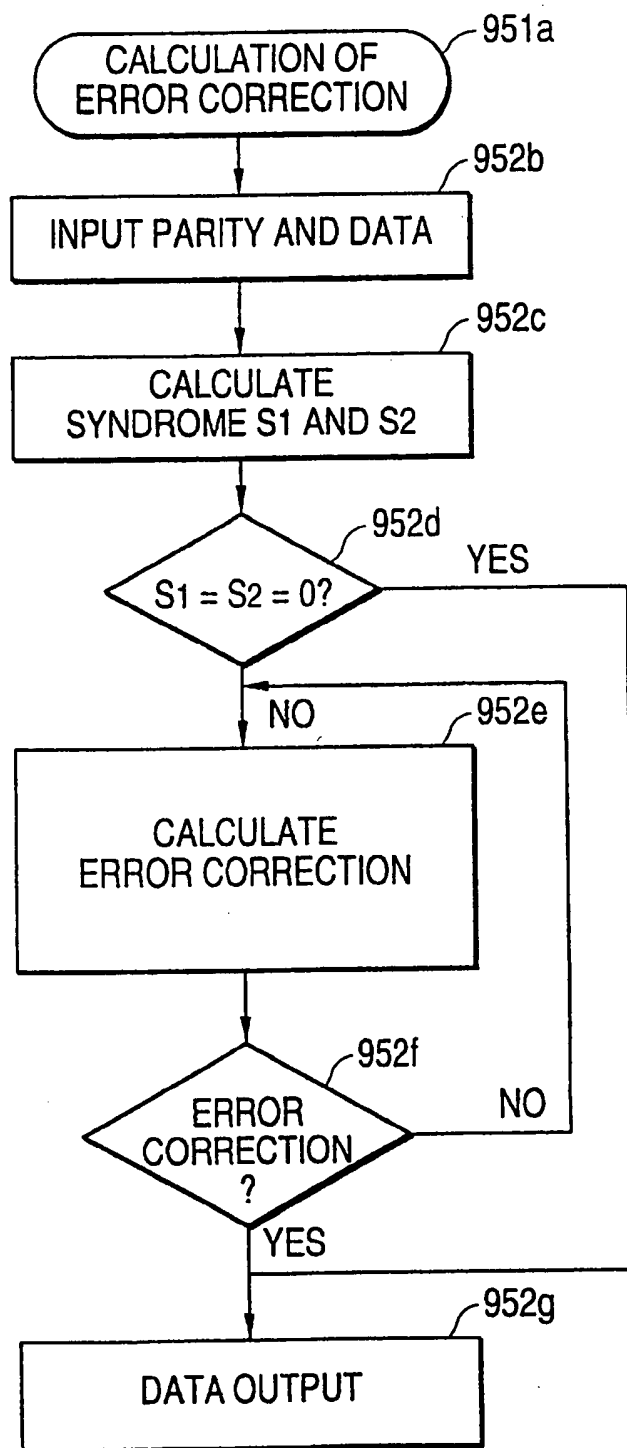 951a
CALCULATION OF
ERROR CORRECTION
952b
INPUT PARITY AND DATA
952c
CALCULATE
SYNDROME S1 AND S2
952d
S1 = S2 = 0?
YES
NO
952e
CALCULATE
ERROR CORRECTION
952f
ERROR
CORRECTION
?
NO
YES
952g
DATA OUTPUT